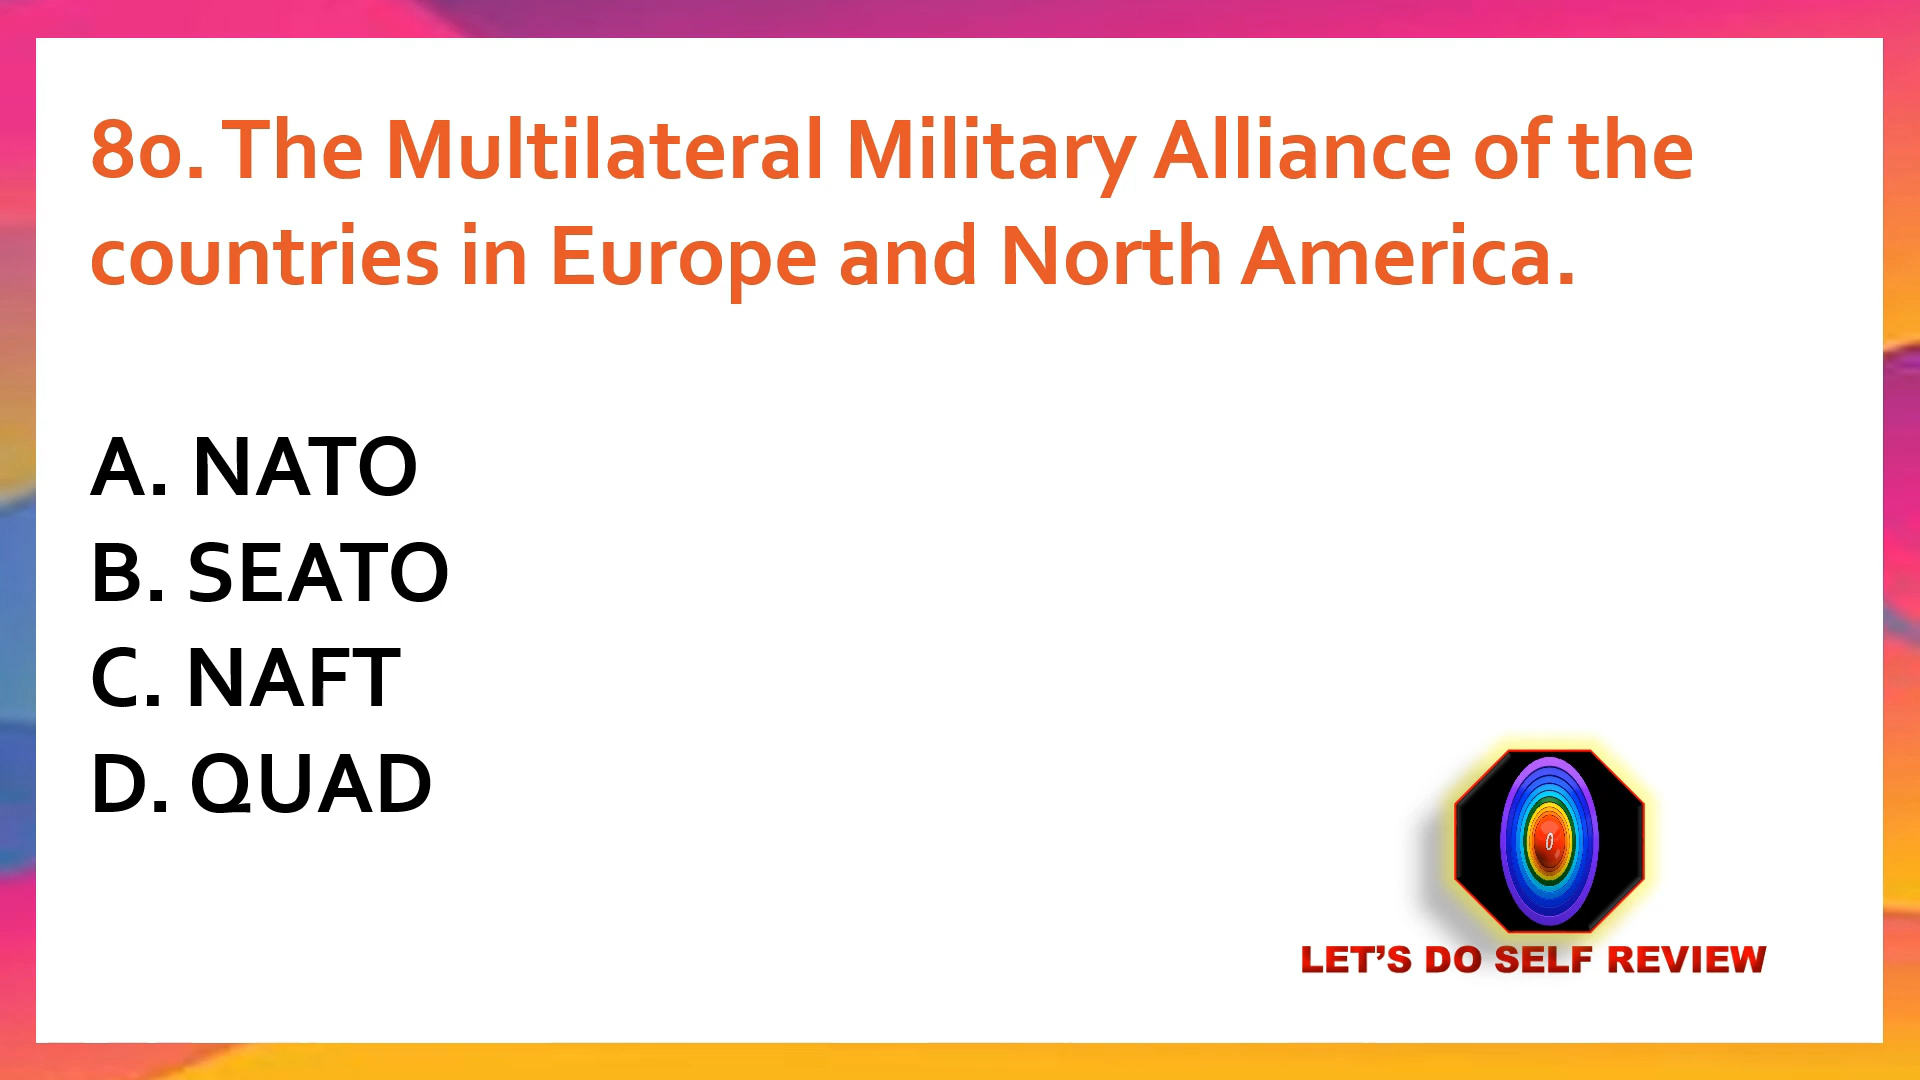 80. The Multilateral Military Alliance of the
countries in Europe and North America.
A. NATO
B. SEATO
C. NAFT
D. QUAD
0
LET'S DO SELF REVIEW